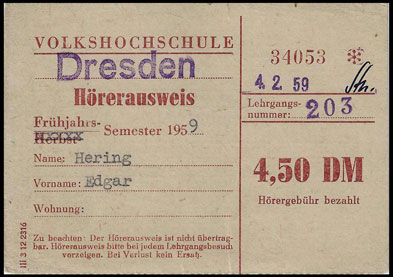 VOLKSHOCHSCHULE
Dresden
Hörerausweis
Frühjahrs-
Herbst- Semester 1959
Name: Hering
Vorname: Edgar
Wohnung:
Zu beachten: Der Hörerausweis ist nicht übertrag-
bar. Hörerausweis bitte bei jedem Lehrgangsbesuch
vorzeigen. Bei Verlust kein Ersatz.
III 3 12 2316
34053 *
4. 2. 59
Lehrgangs-
nummer: 203
4,50 DM
Hörergebühr bezahlt